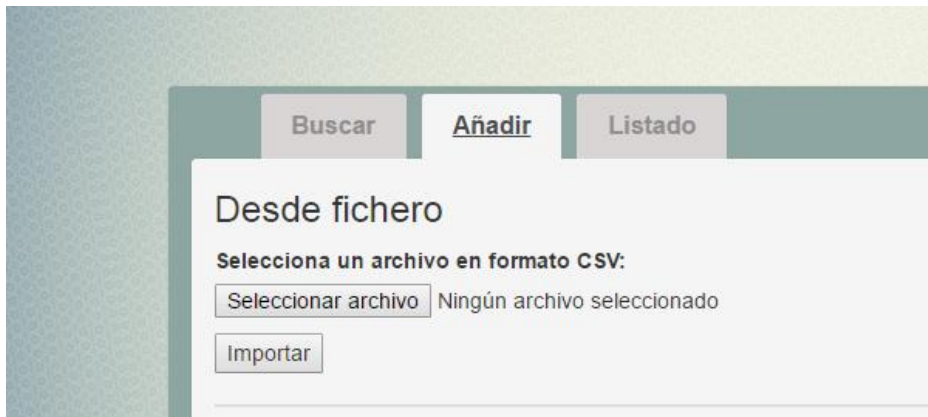 Buscar Añadir Listado
Desde fichero
Selecciona un archivo en formato CSV:
Seleccionar archivo Ningún archivo seleccionado
Importar